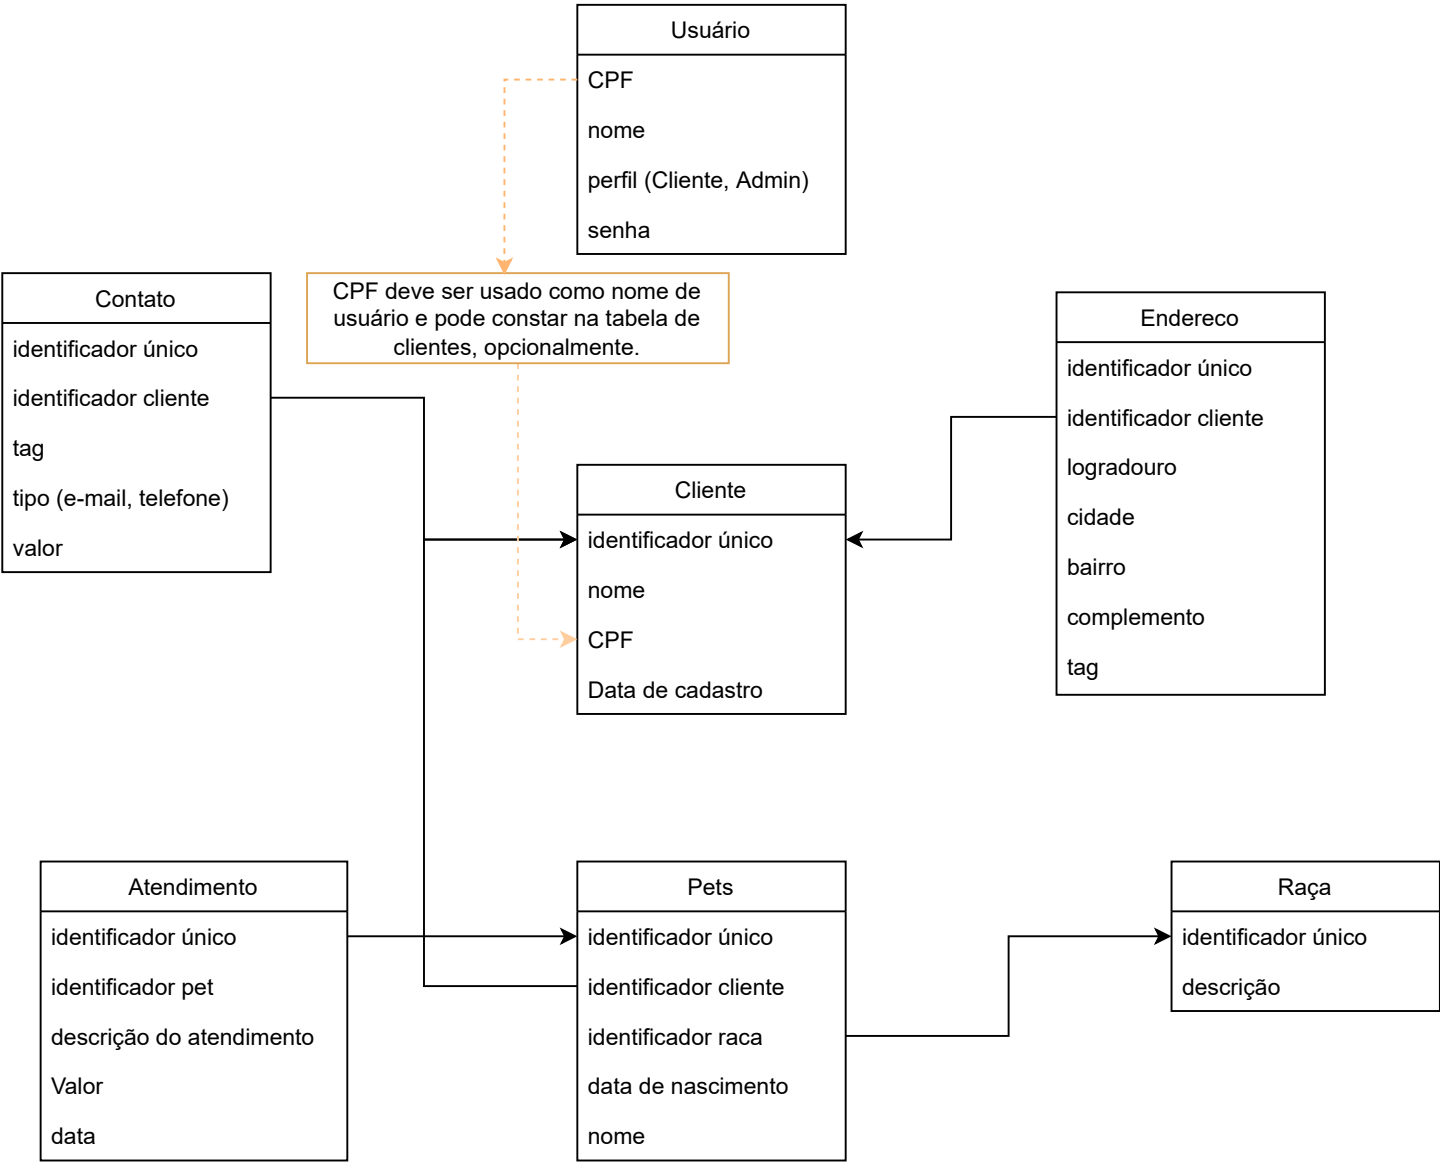 Usuário
CPF
nome
perfil (Cliente, Admin)
senha
CPF deve ser usado como nome de
usuário e pode constar na tabela de
clientes, opcionalmente.
Contato
identificador único
identificador cliente
tag
tipo (e-mail, telefone)
valor
Cliente
identificador único
nome
CPF
Data de cadastro
Endereco
identificador único
identificador cliente
logradouro
cidade
bairro
complemento
tag
Atendimento
identificador único
identificador pet
descrição do atendimento
Valor
data
Pets
identificador único
identificador cliente
identificador raca
data de nascimento
nome
Raça
identificador único
descrição